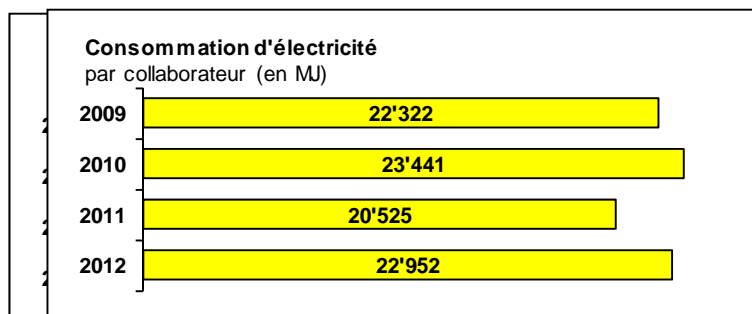 Consommation d'électricité
par collaborateur (en MJ)
2009 22'322
2010 23'441
2011 20'525
2012 22'952